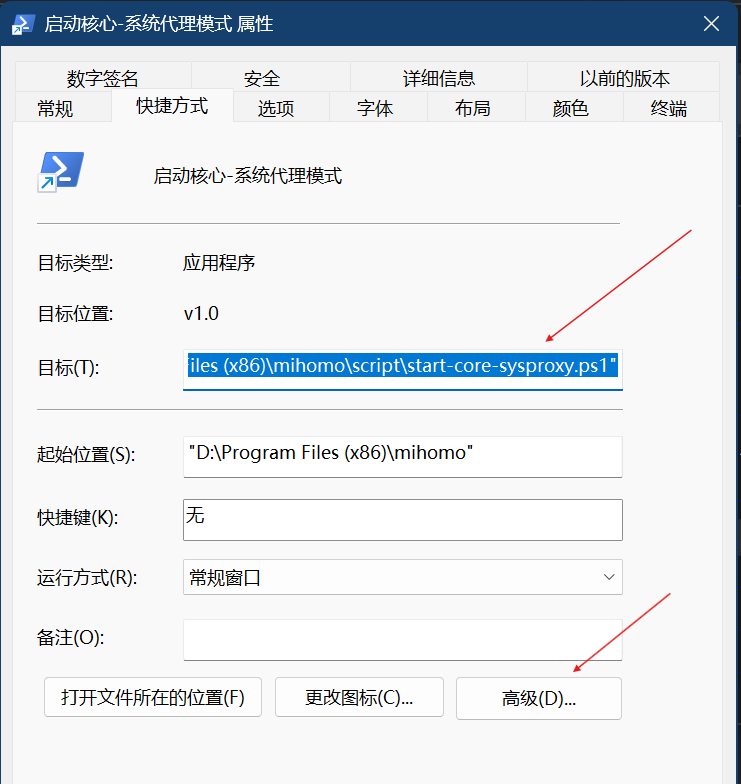 启动核心-系统代理模式 属性
数字签名 安全 详细信息 以前的版本
常规 快捷方式 选项 字体 布局 颜色 终端
启动核心-系统代理模式
目标类型: 应用程序
目标位置: v1.0
目标(T): iles (x86)\mihomo\script\start-core-sysproxy.ps1"
起始位置(S): "D:\Program Files (x86)\mihomo"
快捷键(K): 无
运行方式(R): 常规窗口
备注(O):
打开文件所在的位置(F) 更改图标(C)... 高级(D)...